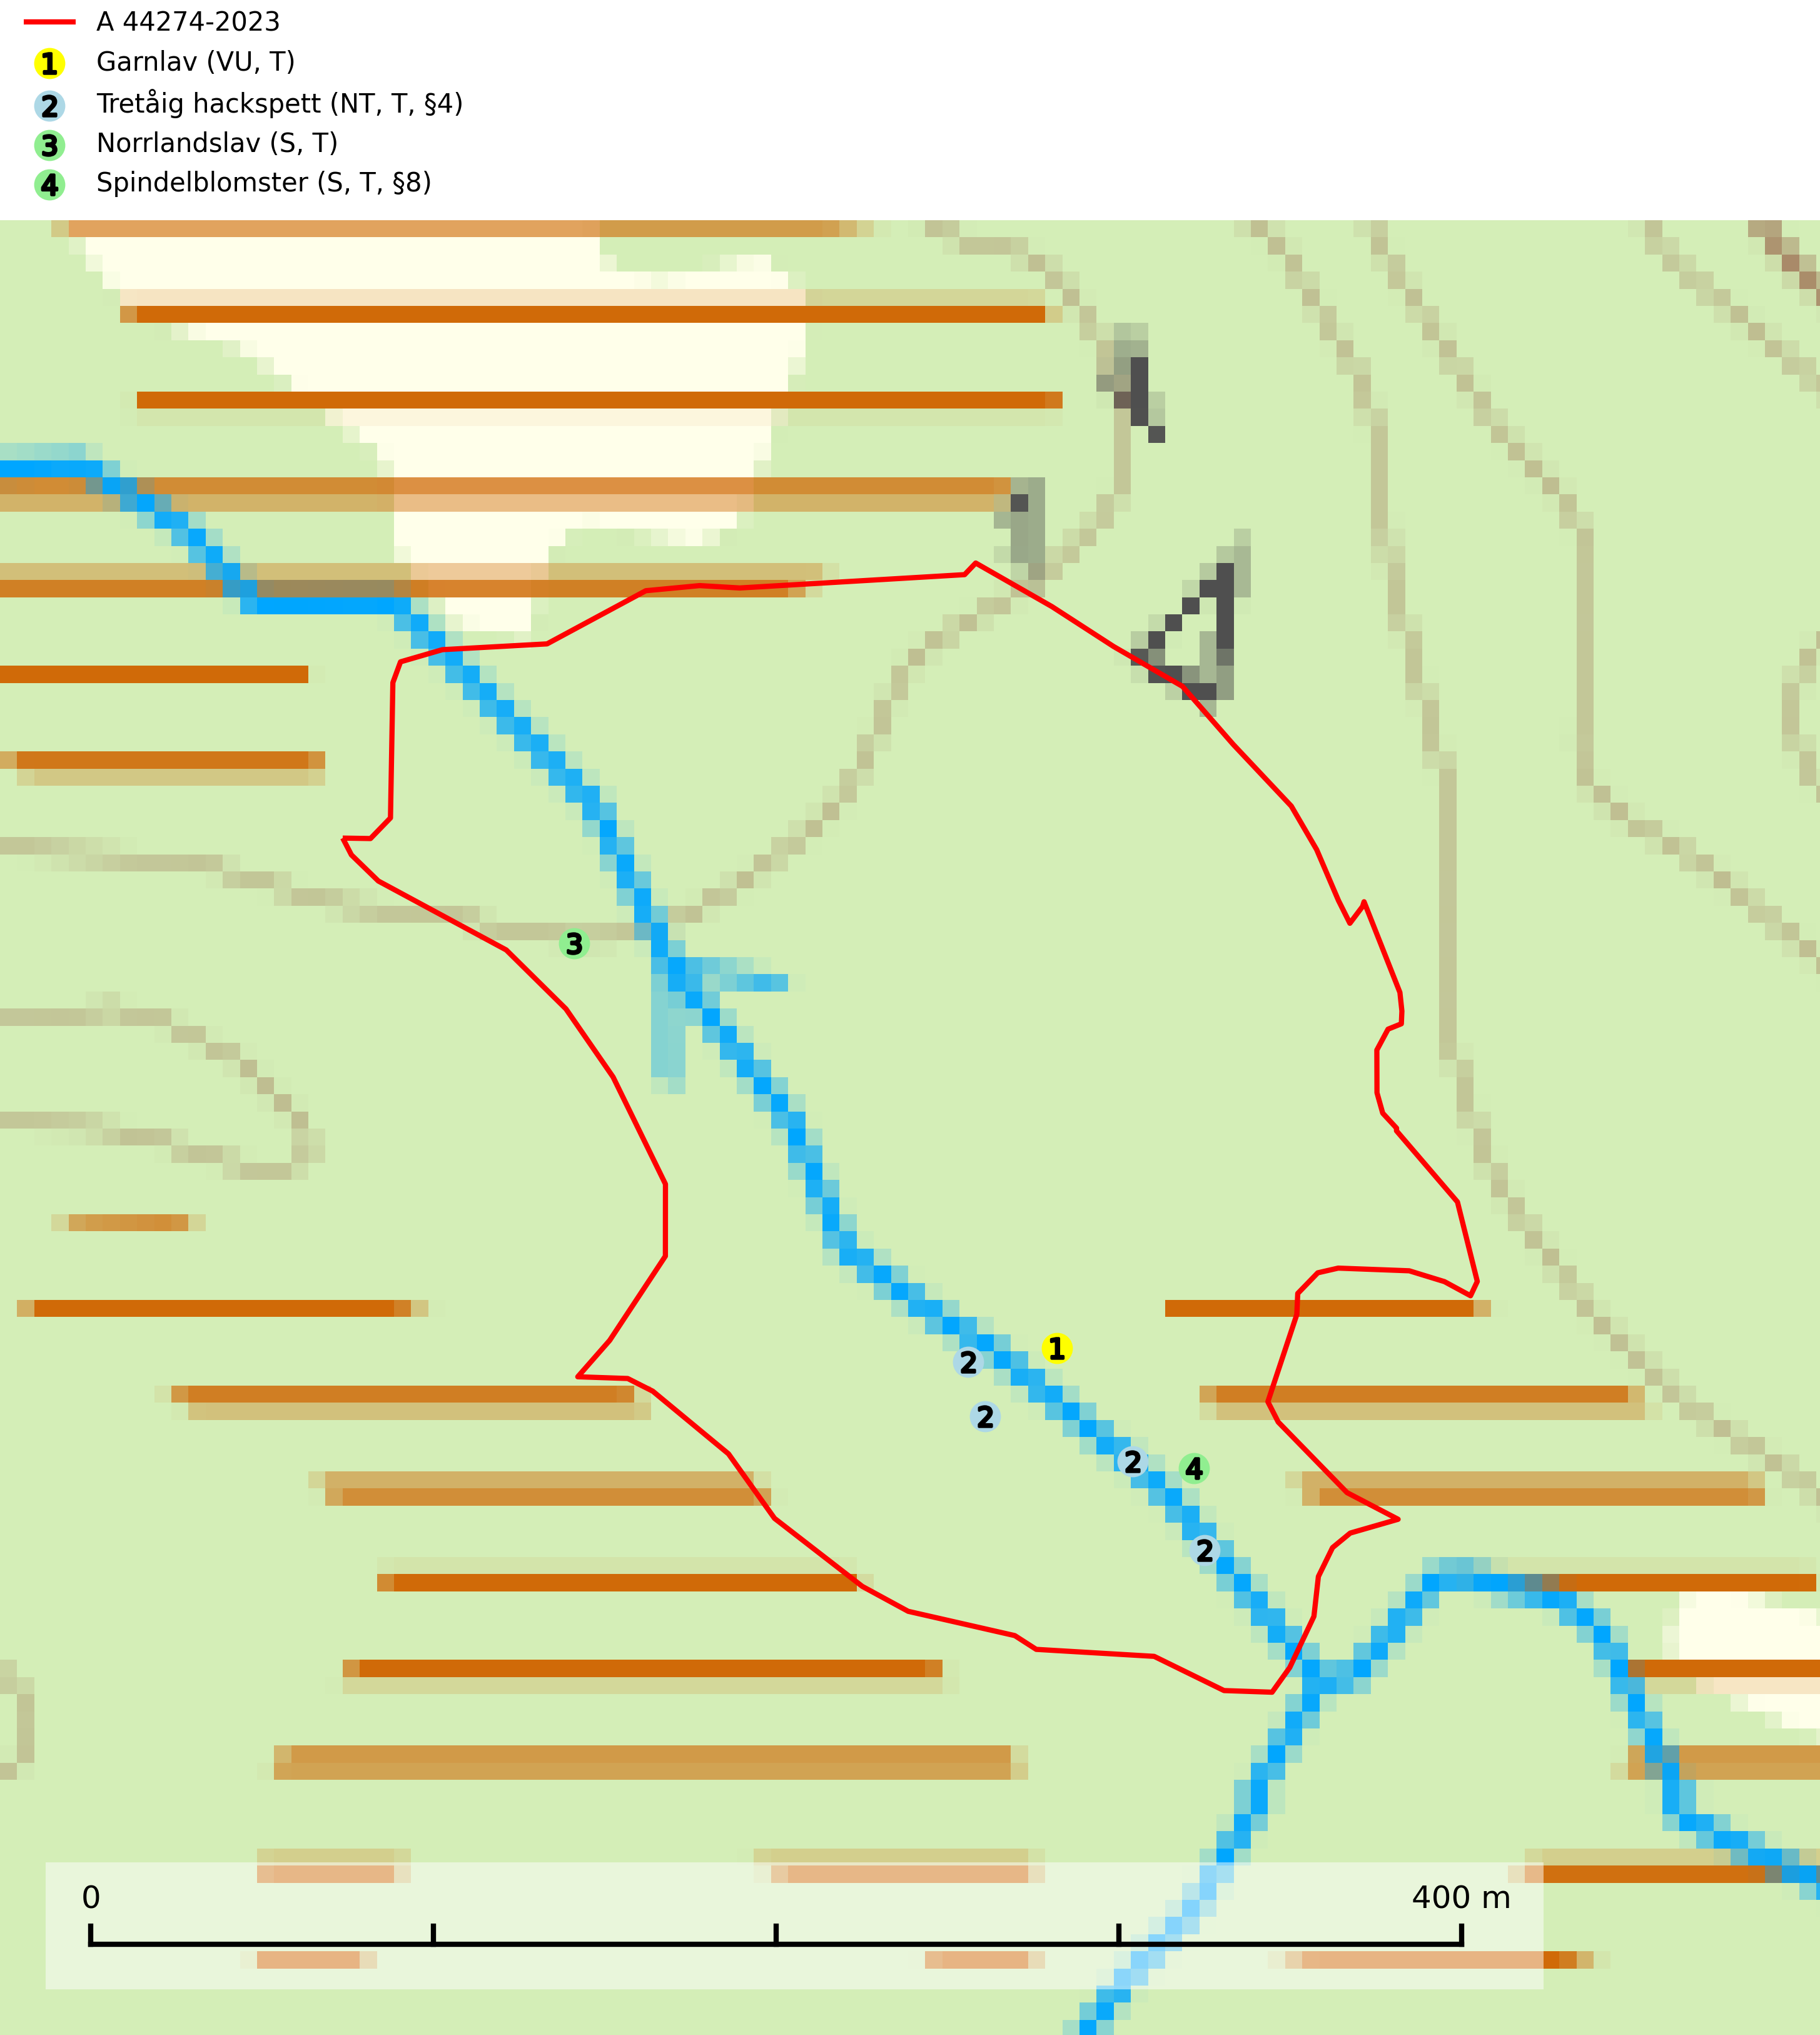 A 44274-2023
1 Garnlav (VU, T)
2 Tretåig hackspett (NT, T, §4)
3 Norrlandslav (S, T)
4 Spindelblomster (S, T, §8)
3
1
2
2
2
4
2
0 400 m